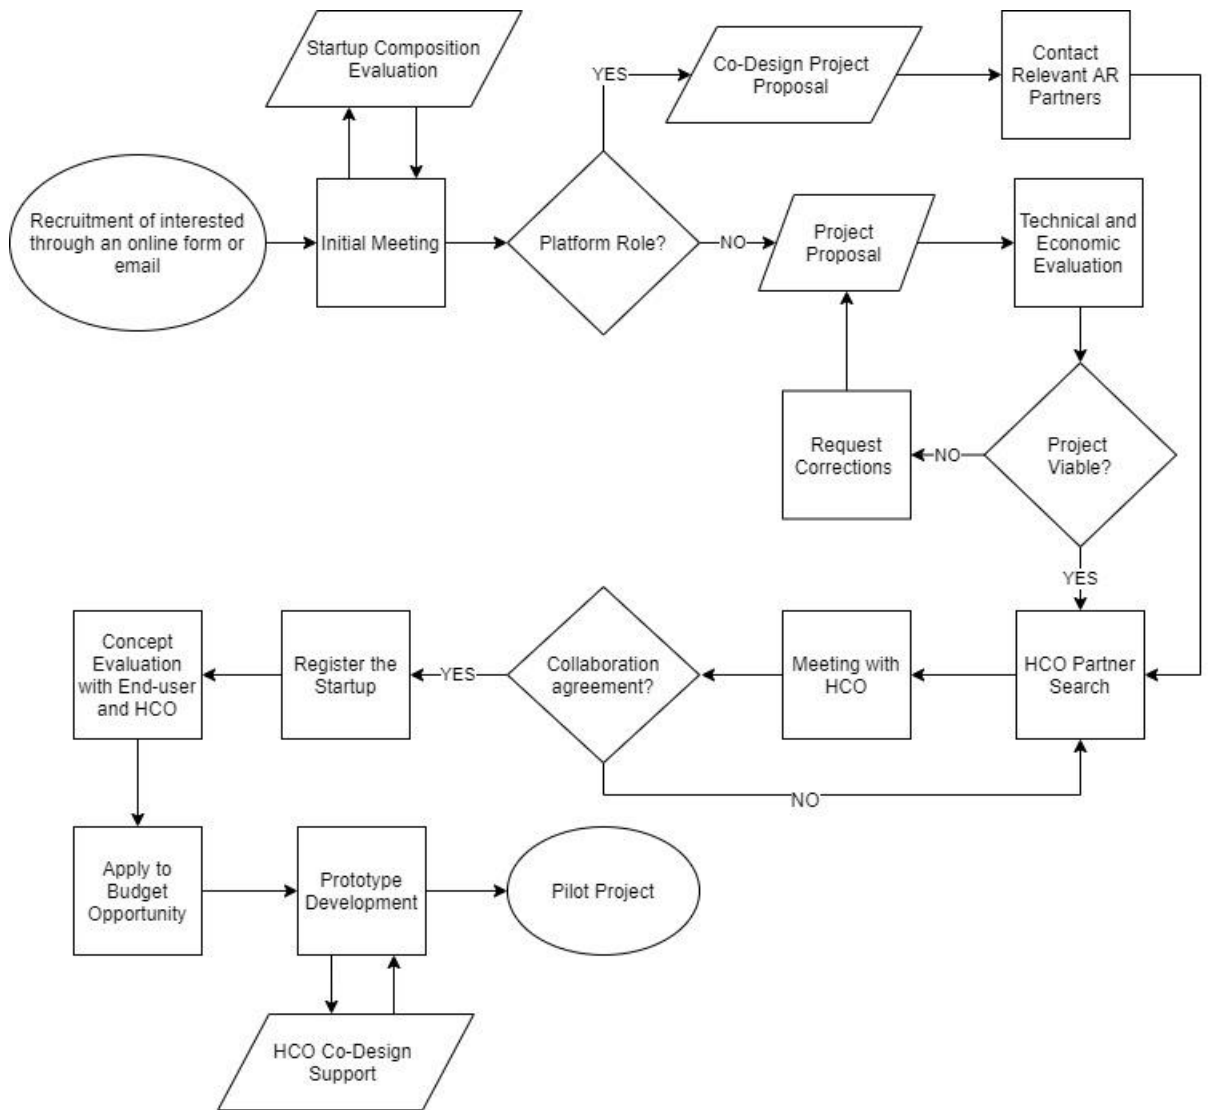 Startup Composition
Evaluation
YES
Co-Design Project
Proposal
Contact
Relevant AR
Partners
Recruitment of interested
through an online form or
email
Initial Meeting
Platform Role?
NO
Project
Proposal
Technical and
Economic
Evaluation
Request
Corrections
NO
Project
Viable?
YES
Concept
Evaluation
with End-user
and HCO
Register the
Startup
YES
Collaboration
agreement?
Meeting with
HCO
HCO Partner
Search
NO
Apply to
Budget
Opportunity
Prototype
Development
Pilot Project
HCO Co-Design
Support